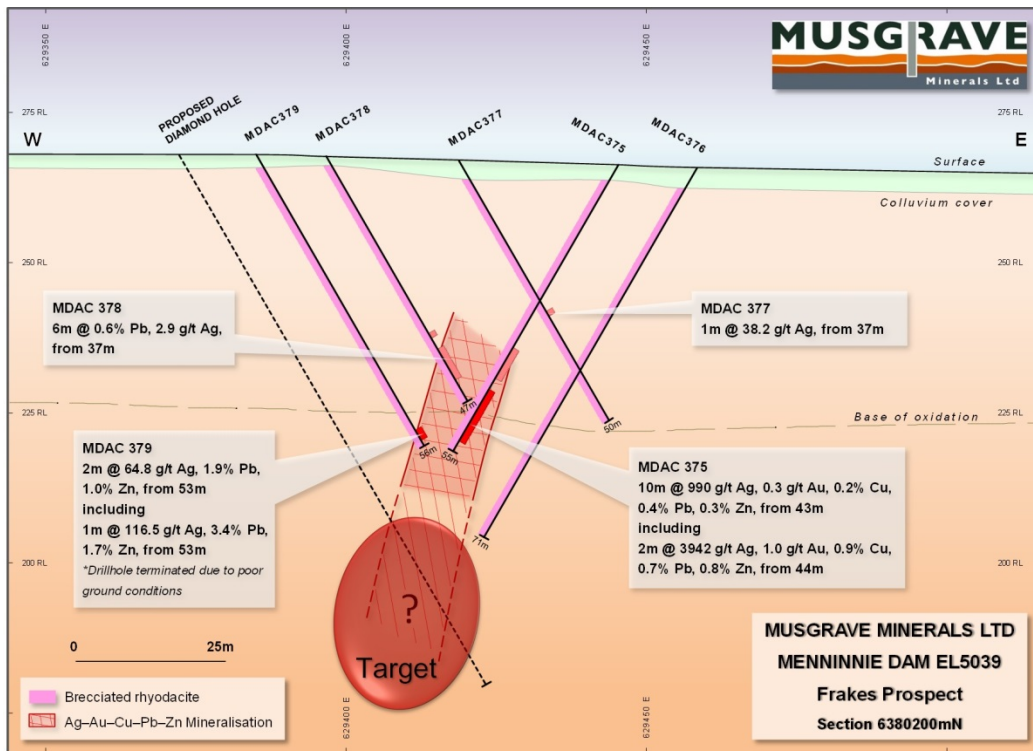 629350 E
629400 E
629450 E
MUSGRAVE
Minerals Ltd
275 RL
275 RL
W
E
PROPOSED
DIAMOND HOLE
MDAC379
MDAC378
MDAC377
MDAC375
MDAC376
Surface
Colluvium cover
250 RL
250 RL
MDAC 378
6m @ 0.6% Pb, 2.9 g/t Ag,
from 37m
MDAC 377
1m @ 38.2 g/t Ag, from 37m
225 RL
225 RL
Base of oxidation
47m
50m
56m
55m
71m
MDAC 379
2m @ 64.8 g/t Ag, 1.9% Pb,
1.0% Zn, from 53m
including
1m @ 116.5 g/t Ag, 3.4% Pb,
1.7% Zn, from 53m
*Drillhole terminated due to poor
ground conditions
MDAC 375
10m @ 990 g/t Ag, 0.3 g/t Au, 0.2% Cu,
0.4% Pb, 0.3% Zn, from 43m
including
2m @ 3942 g/t Ag, 1.0 g/t Au, 0.9% Cu,
0.7% Pb, 0.8% Zn, from 44m
200 RL
200 RL
?
Target
0 25m
Brecciated rhyodacite
Ag–Au–Cu–Pb–Zn Mineralisation
629400 E
629450 E
MUSGRAVE MINERALS LTD
MENNINNIE DAM EL5039
Frakes Prospect
Section 6380200mN